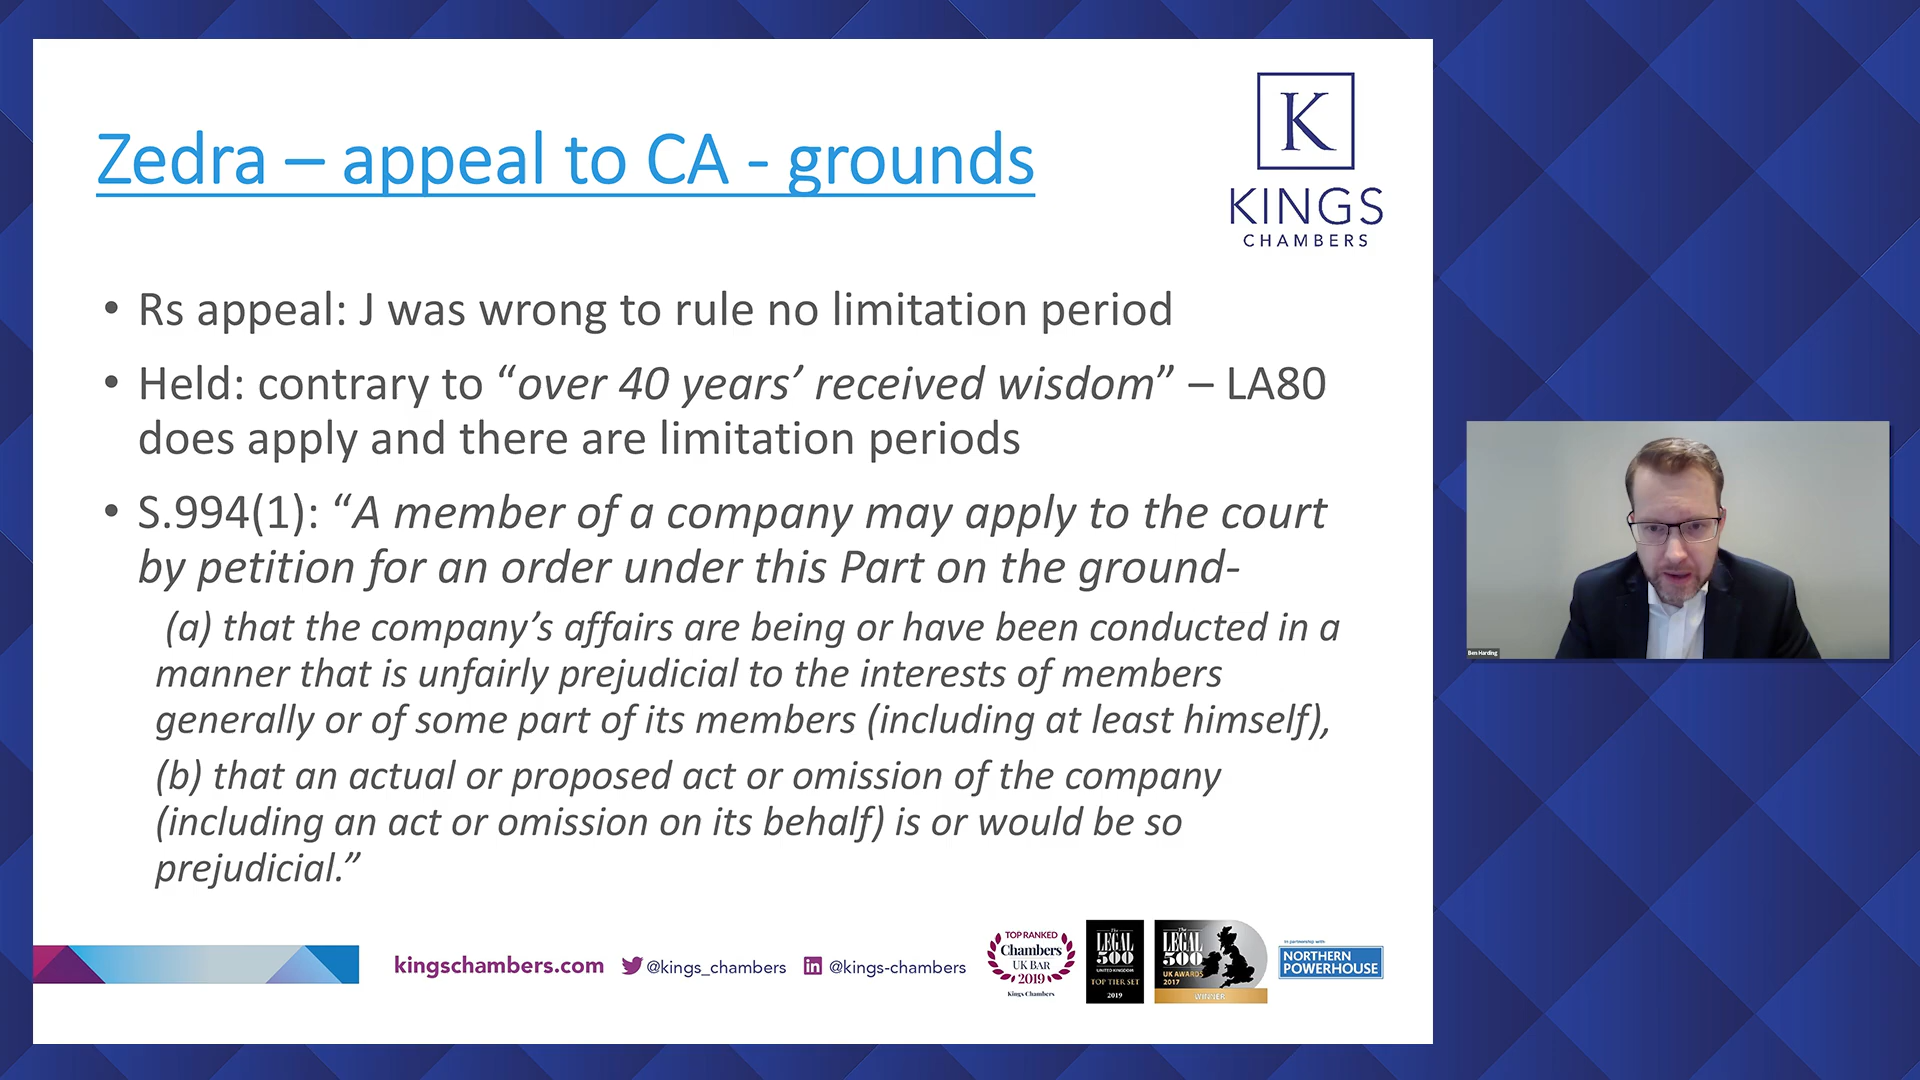 Zedra – appeal to CA - grounds
K
KINGS
CHAMBERS
• Rs appeal: J was wrong to rule no limitation period
• Held: contrary to “over 40 years’ received wisdom” – LA80
does apply and there are limitation periods
• S.994(1): “A member of a company may apply to the court
by petition for an order under this Part on the ground-
(a) that the company’s affairs are being or have been conducted in a
manner that is unfairly prejudicial to the interests of members
generally or of some part of its members (including at least himself),
(b) that an actual or proposed act or omission of the company
(including an act or omission on its behalf) is or would be so
prejudicial.”
kingschambers.com @kings_chambers in @kings-chambers
TOP RANKED
Chambers
UK BAR
2019
Kings Chambers
The
LEGAL
500
UNITED KINGDOM
TOP TIER SET
2019
The
LEGAL
500
UK AWARDS
2017
WINNER
in partnership with
NORTHERN
POWERHOUSE
Ben Harding